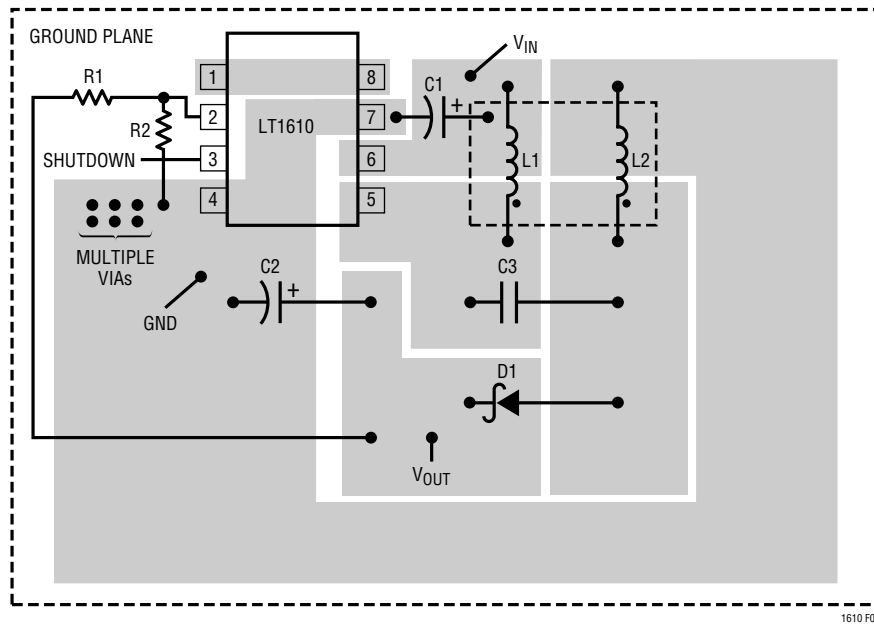 GROUND PLANE
R1
R2
SHUTDOWN
1
2
3
4
LT1610
8
7
6
5
C1
+
VIN
L1
L2
MULTIPLE
VIAs
GND
C2
+
C3
D1
VOUT
1610 F0